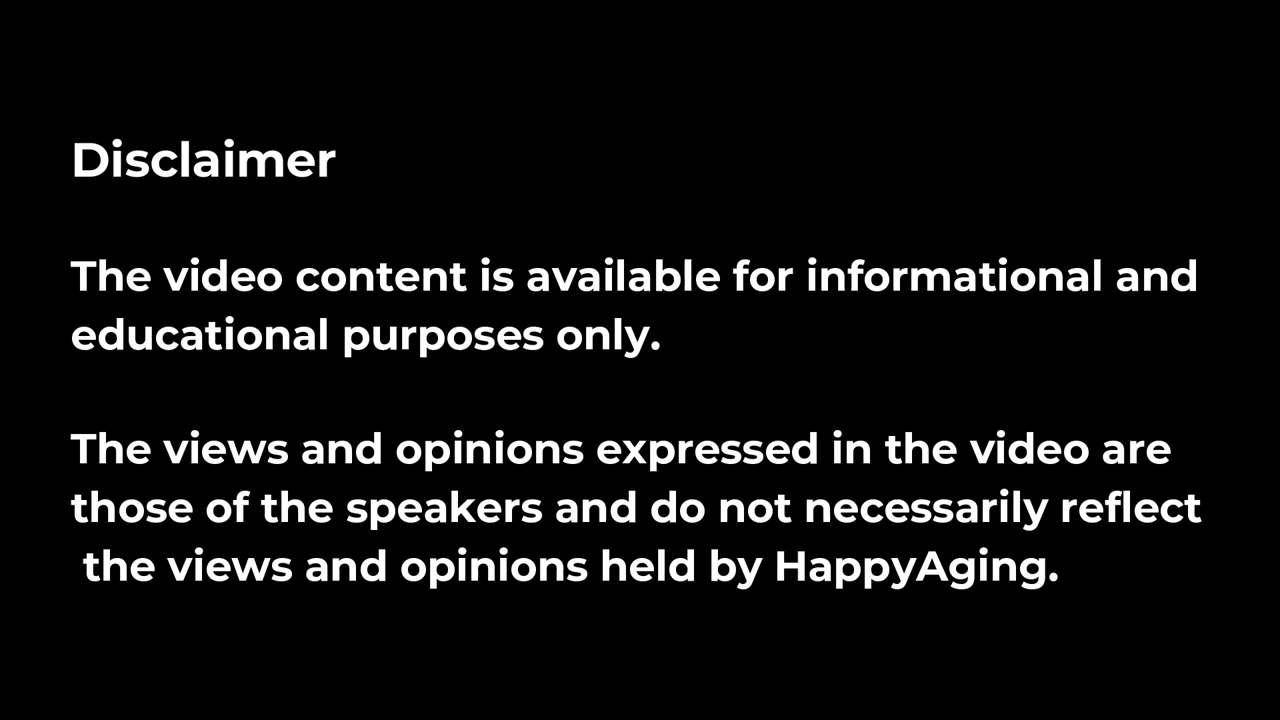 Disclaimer
The video content is available for informational and
educational purposes only.
The views and opinions expressed in the video are
those of the speakers and do not necessarily reflect
the views and opinions held by HappyAging.